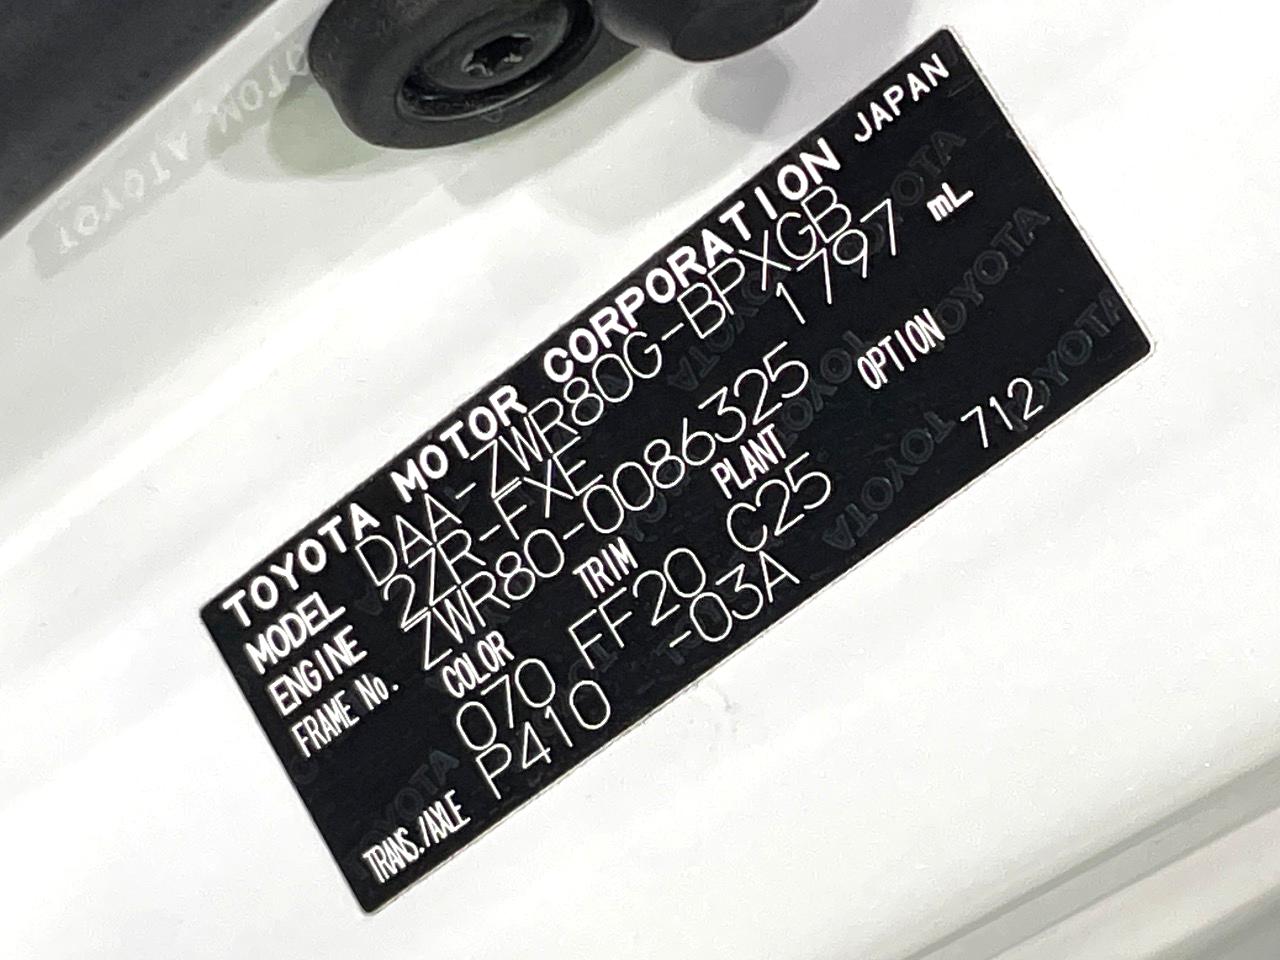 TOYOTA MOTOR CORPORATION JAPAN
MODEL DAA-ZWR80G-BPXGB
ENGINE 2ZR-FXE 1797 mL
FRAME No. ZWR80-0086325
COLOR TRIM PLANT OPTION
070 FF20 C25 712
TRANS./AXLE P410 -03A